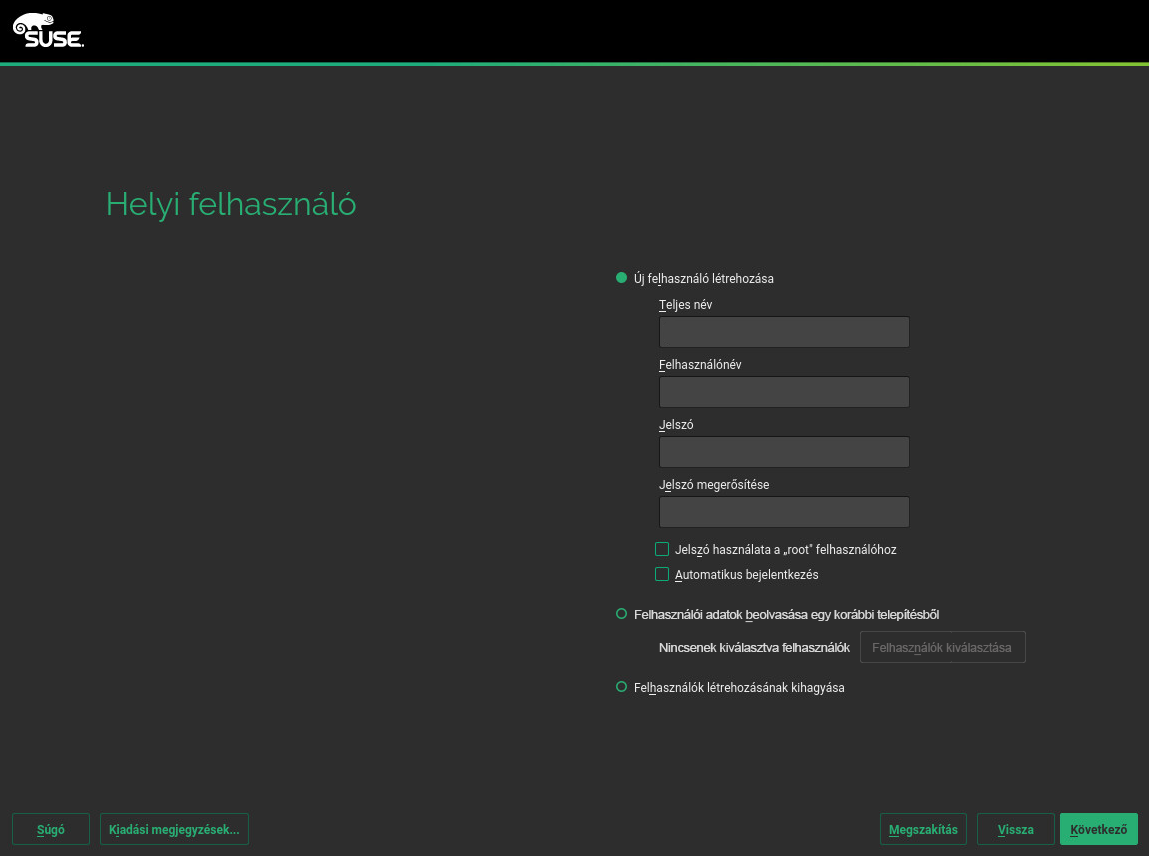 SUSE.
Helyi felhasználó
Új felhasználó létrehozása
Teljes név
Felhasználónév
Jelszó
Jelszó megerősítése
Jelszó használata a „root" felhasználóhoz
Automatikus bejelentkezés
Felhasználói adatok beolvasása egy korábbi telepítésből
Nincsenek kiválasztva felhasználók Felhasználók kiválasztása
Felhasználók létrehozásának kihagyása
Súgó Kiadási megjegyzések... Megszakítás Vissza Következő